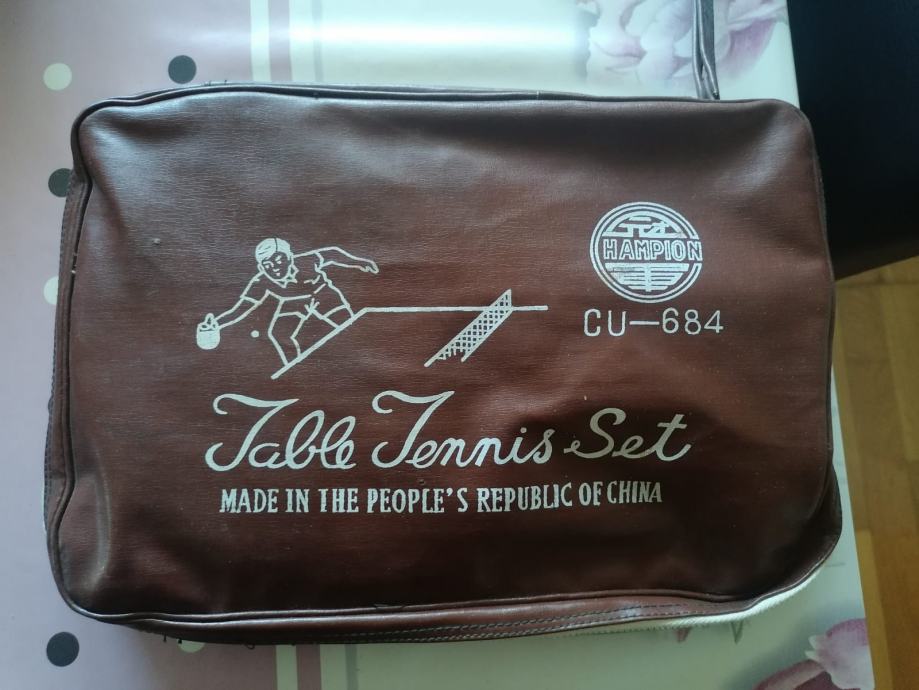 HAMPION
CU-684
Table Tennis Set
MADE IN THE PEOPLE'S REPUBLIC OF CHINA